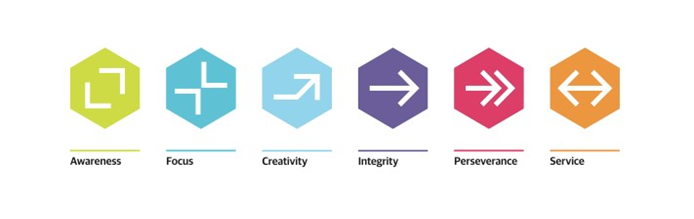 Awareness
Focus
Creativity
Integrity
Perseverance
Service